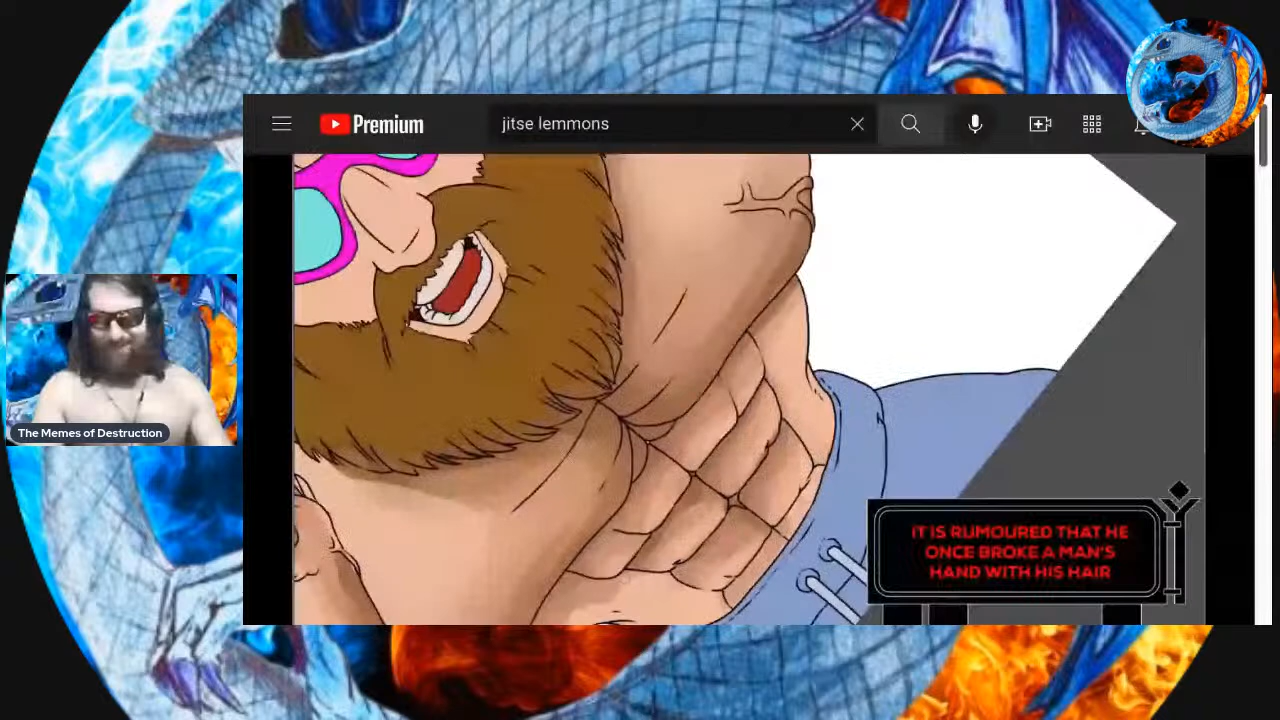 Premium
jitse lemmons
The Memes of Destruction
IT IS RUMOURED THAT HE
ONCE BROKE A MAN'S
HAND WITH HIS HAIR